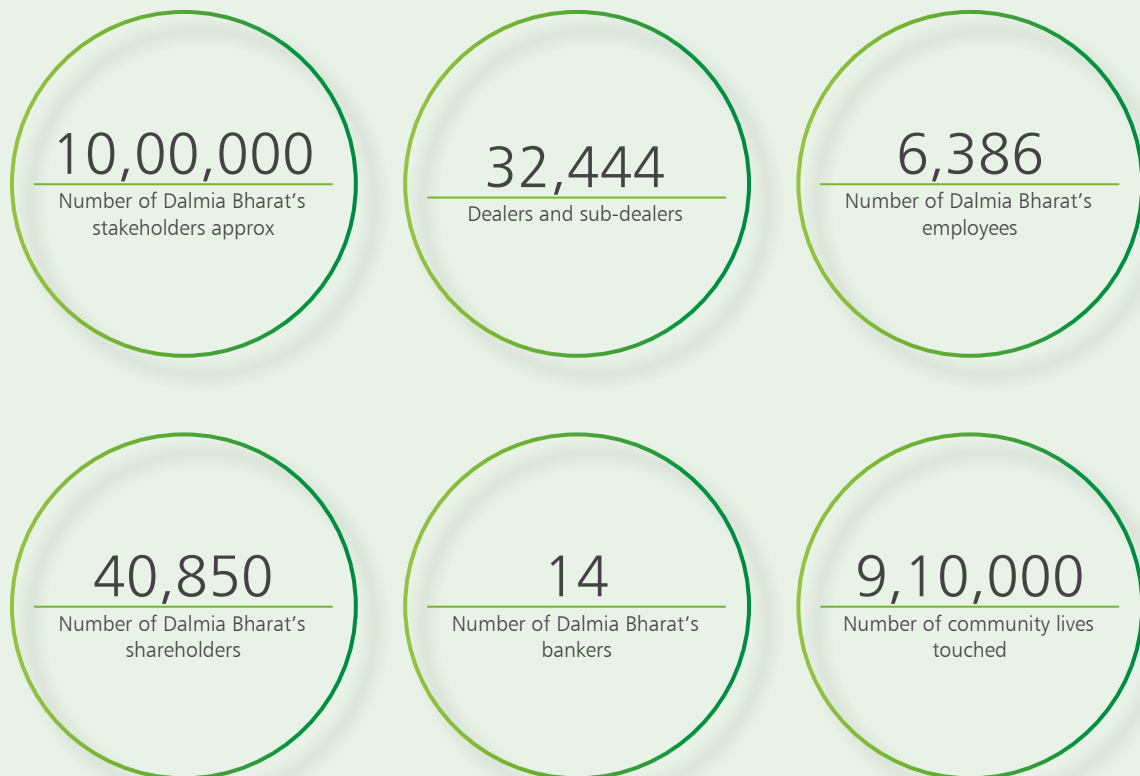 10,00,000
Number of Dalmia Bharat’s
stakeholders approx
32,444
Dealers and sub-dealers
6,386
Number of Dalmia Bharat’s
employees
40,850
Number of Dalmia Bharat’s
shareholders
14
Number of Dalmia Bharat’s
bankers
9,10,000
Number of community lives
touched